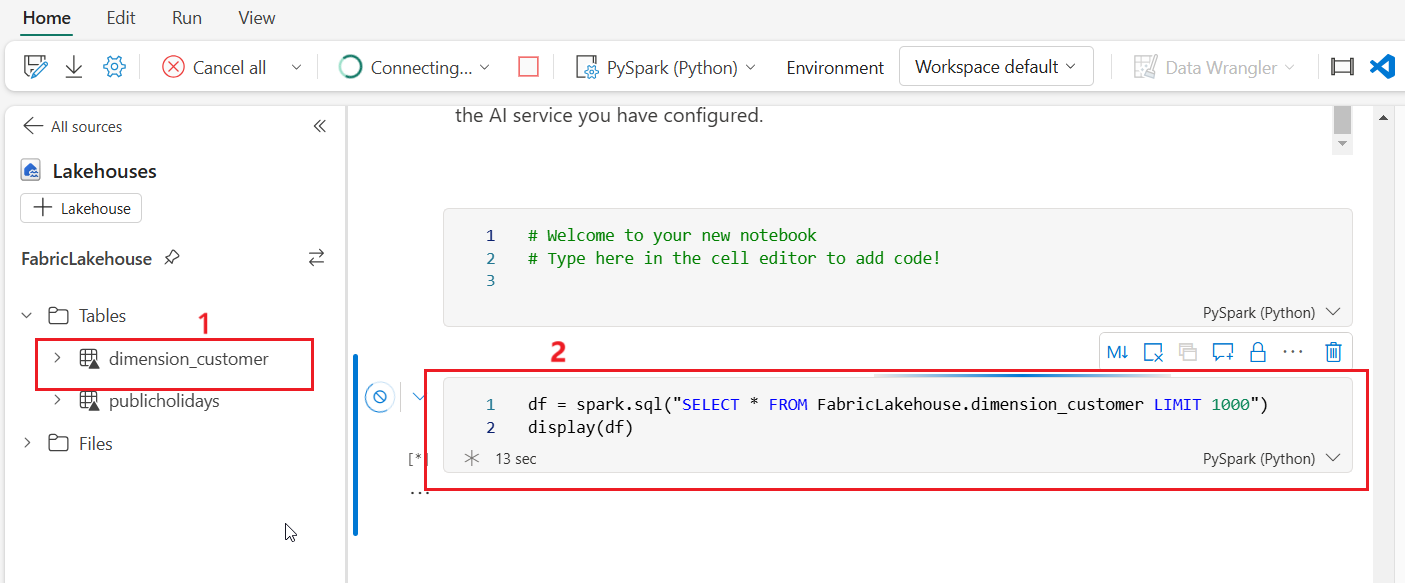 Home Edit Run View
Cancel all Connecting... PySpark (Python) Environment Workspace default Data Wrangler
All sources
Lakehouses
Lakehouse
FabricLakehouse
Tables
1
dimension_customer
publicholidays
Files
the AI service you have configured.
1 # Welcome to your new notebook
2 # Type here in the cell editor to add code!
3
PySpark (Python)
2
M↓ ...
1 df = spark.sql("SELECT * FROM FabricLakehouse.dimension_customer LIMIT 1000")
2 display(df)
[*] 13 sec PySpark (Python)
...